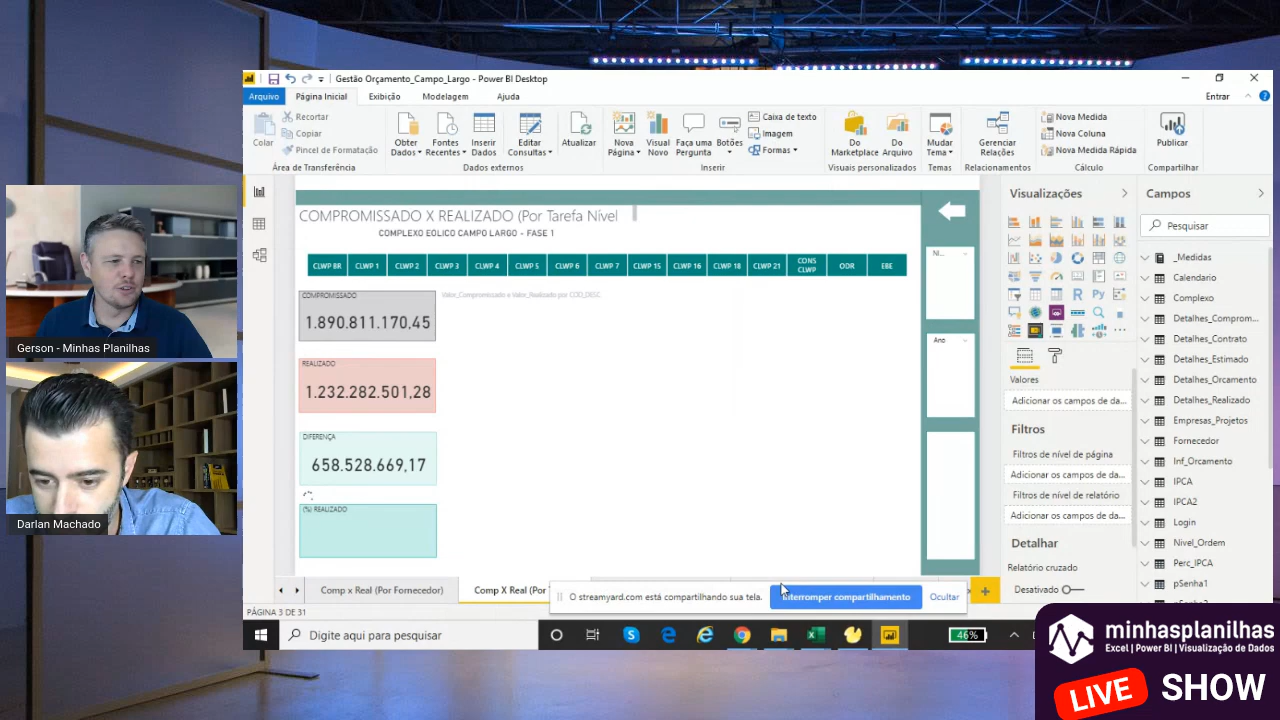 Gestão Orçamento_Campo_Largo - Power BI Desktop
Arquivo
Página Inicial
Exibição
Modelagem
Ajuda
Entrar
Colar
Recortar
Copiar
Pincel de Formatação
Área de Transferência
Obter Dados
Fontes Recentes
Inserir Dados
Editar Consultas
Atualizar
Dados externos
Nova Página
Visual Novo
Faça uma Pergunta
Botões
Caixa de texto
Imagem
Formas
Inserir
Do Marketplace
Do Arquivo
Visuais personalizados
Mudar Tema
Temas
Gerenciar Relações
Relacionamentos
Nova Medida
Nova Coluna
Nova Medida Rápida
Cálculo
Publicar
Compartilhar
COMPROMISSADO X REALIZADO (Por Tarefa Nível
COMPLEXO EOLICO CAMPO LARGO - FASE 1
CLWP BR
CLWP 1
CLWP 2
CLWP 3
CLWP 4
CLWP 5
CLWP 6
CLWP 7
CLWP 15
CLWP 16
CLWP 18
CLWP 21
CONS CLWP
ODR
EBE
COMPROMISSADO
1.890.811.170,45
Valor_Compromissado e Valor_Realizado por COD_DESC
REALIZADO
1.232.282.501,28
DIFERENÇA
658.528.669,17
(%) REALIZADO
Ní...
Ano
Visualizações
Valores
Adicionar os campos de da...
Filtros
Filtros de nível de página
Adicionar os campos de da...
Filtros de nível de relatório
Adicionar os campos de da...
Detalhar
Relatório cruzado
Desativado
Campos
Pesquisar
_Medidas
Calendario
Complexo
Detalhes_Comprom...
Detalhes_Contrato
Detalhes_Estimado
Detalhes_Orcamento
Detalhes_Realizado
Empresas_Projetos
Fornecedor
Inf_Orcamento
IPCA
IPCA2
Login
Nivel_Ordem
Perc_IPCA
pSenha1
Comp x Real (Por Fornecedor)
Comp X Real (Por
O streamyard.com está compartilhando sua tela.
Interromper compartilhamento
Ocultar
PÁGINA 3 DE 31
Digite aqui para pesquisar
46%
Gerson - Minhas Planilhas
Darlan Machado
minhasplanilhas
Excel | Power BI | Visualização de Dados
LIVE SHOW